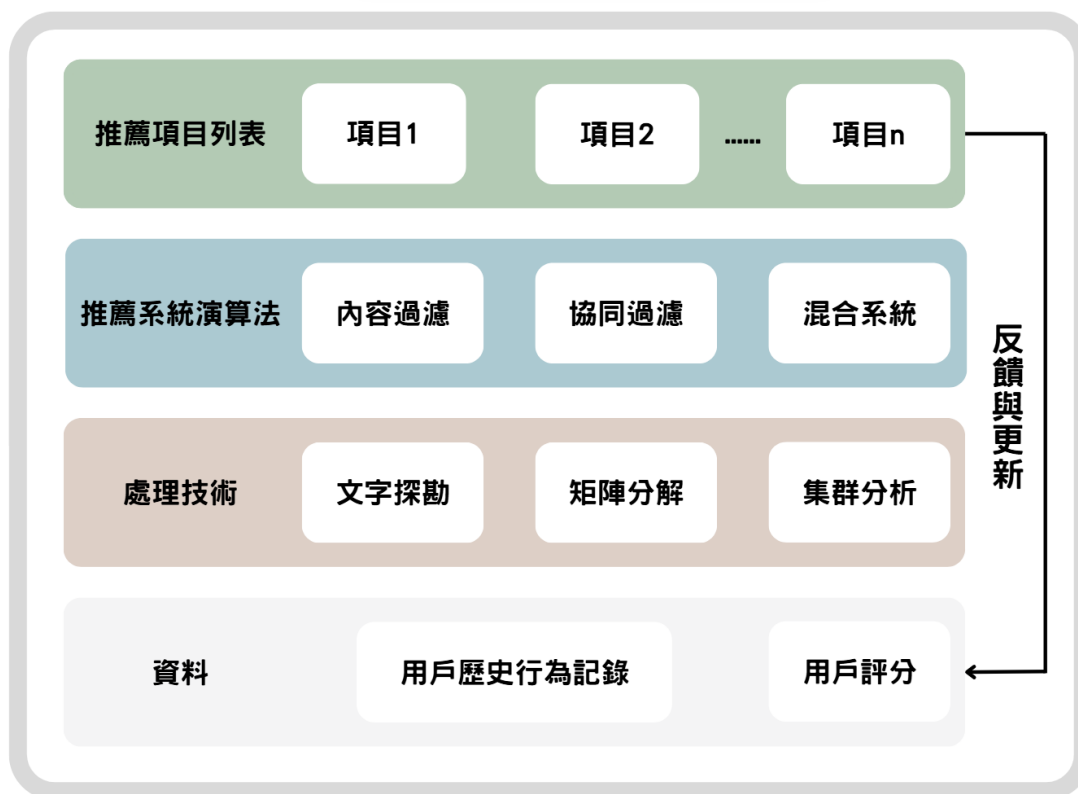 推薦項目列表 項目1 項目2 ...... 項目n
推薦系統演算法 內容過濾 協同過濾 混合系統
反饋與更新
處理技術 文字探勘 矩陣分解 集群分析
資料 用戶歷史行為記錄 用戶評分